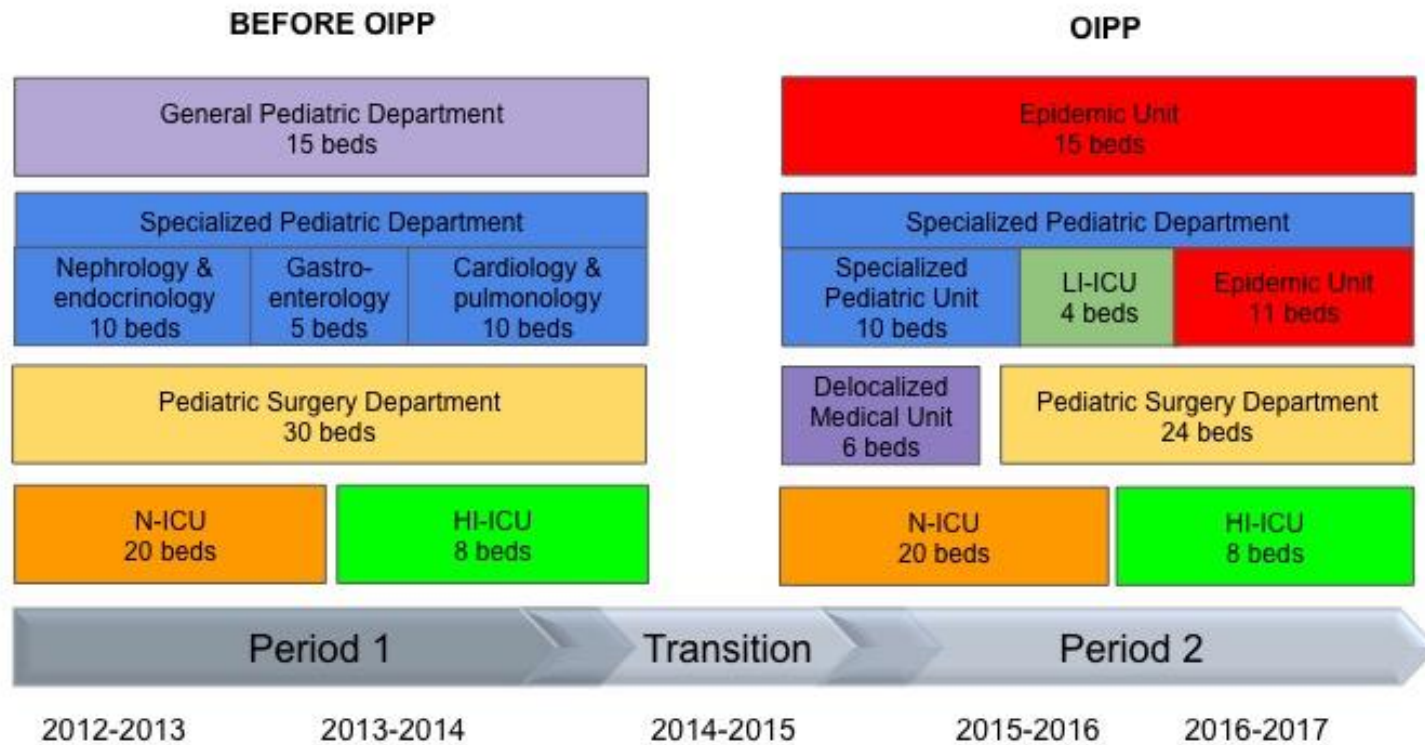 BEFORE OIPP
General Pediatric Department
15 beds
Specialized Pediatric Department
Nephrology &
endocrinology
10 beds
Gastro-
enterology
5 beds
Cardiology &
pulmonology
10 beds
Pediatric Surgery Department
30 beds
N-ICU
20 beds
HI-ICU
8 beds
OIPP
Epidemic Unit
15 beds
Specialized Pediatric Department
Specialized
Pediatric Unit
10 beds
LI-ICU
4 beds
Epidemic Unit
11 beds
Delocalized
Medical Unit
6 beds
Pediatric Surgery Department
24 beds
N-ICU
20 beds
HI-ICU
8 beds
Period 1
Transition
Period 2
2012-2013
2013-2014
2014-2015
2015-2016
2016-2017